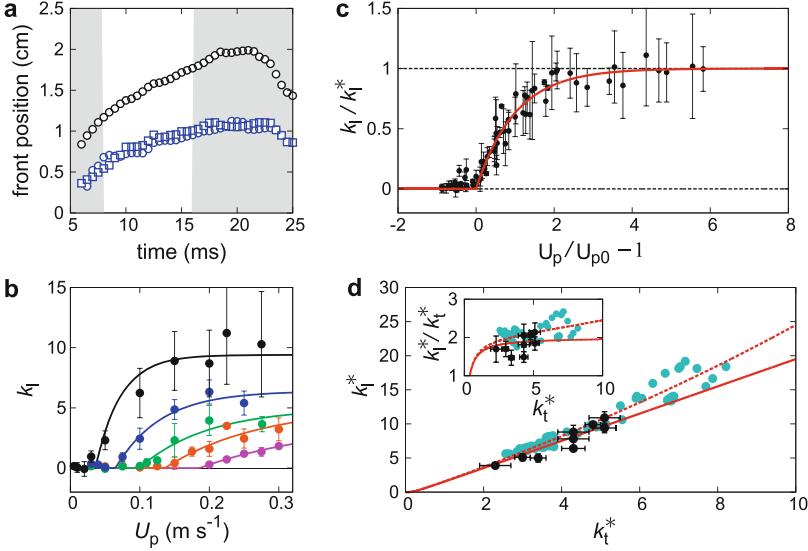 a
front position (cm)
2.5
2
1.5
1
0.5
0
5 10 15 20 25
time (ms)
b
k_l
15
10
5
0
0 0.1 0.2 0.3
U_p (m s⁻¹)
c
k_l / k_l*
1.5
1
0.5
0
-2 0 2 4 6 8
U_p/U_p0 −1
d
k_l*
30
25
20
15
10
5
0
0 2 4 6 8 10
k_t*
k_l*/k_t*
3
2
1
0 5 10
k_t*